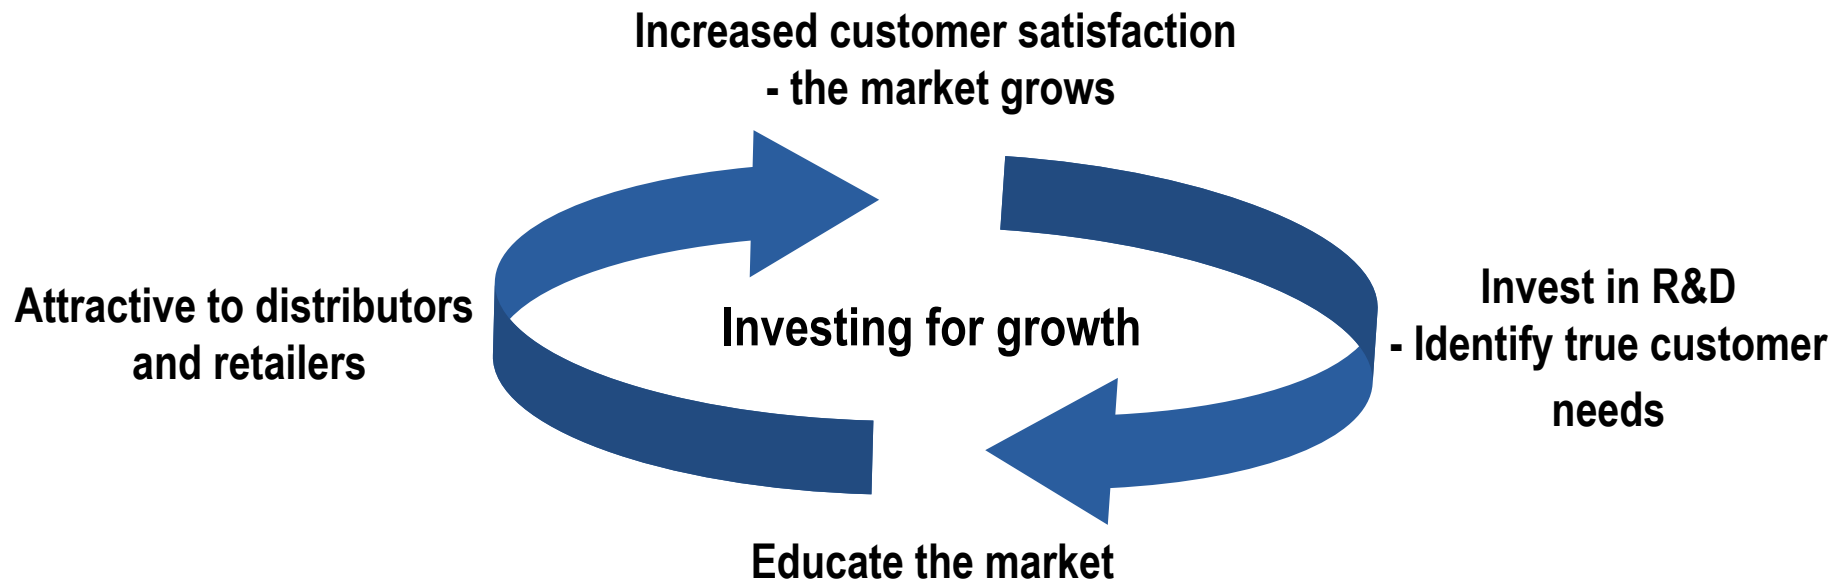 Increased customer satisfaction
- the market grows
Attractive to distributors
and retailers
Investing for growth
Invest in R&D
- Identify true customer
needs
Educate the market